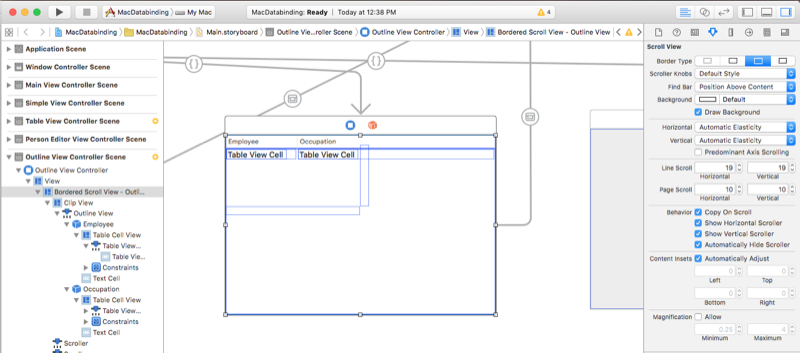 MacDatabinding
My Mac
MacDatabinding: Ready
Today at 12:38 PM
4
MacDatabinding
MacDatabinding
Main.storyboard
Outline Vie...roller Scene)
Outline View Controller
View
Bordered Scroll View - Outline View
Application Scene
Window Controller Scene
Main View Controller Scene
Simple View Controller Scene
Table View Controller Scene
Person Editor View Controller Scene
Outline View Controller Scene
Outline View Controller
View
Bordered Scroll View - Outli...
Clip View
Outline View
Employee
Table Cell View
Table View...
Table V...
Constraints
Text Cell
Occupation
Table Cell View
Table View...
Constraints
Text Cell
Scroller
{}
{}
Employee
Occupation
Table View Cell
Table View Cell
Scroll View
Border Type
Scroller Knobs
Default Style
Find Bar
Position Above Content
Background
Default
Draw Background
Horizontal
Automatic Elasticity
Vertical
Automatic Elasticity
Predominant Axis Scrolling
Line Scroll
19
19
Horizontal
Vertical
Page Scroll
10
10
Horizontal
Vertical
Behavior
Copy On Scroll
Show Horizontal Scroller
Show Vertical Scroller
Automatically Hide Scroller
Content Insets
Automatically Adjust
0
0
Left
Top
0
0
Bottom
Right
Magnification
Allow
0.25
4
Minimum
Maximum